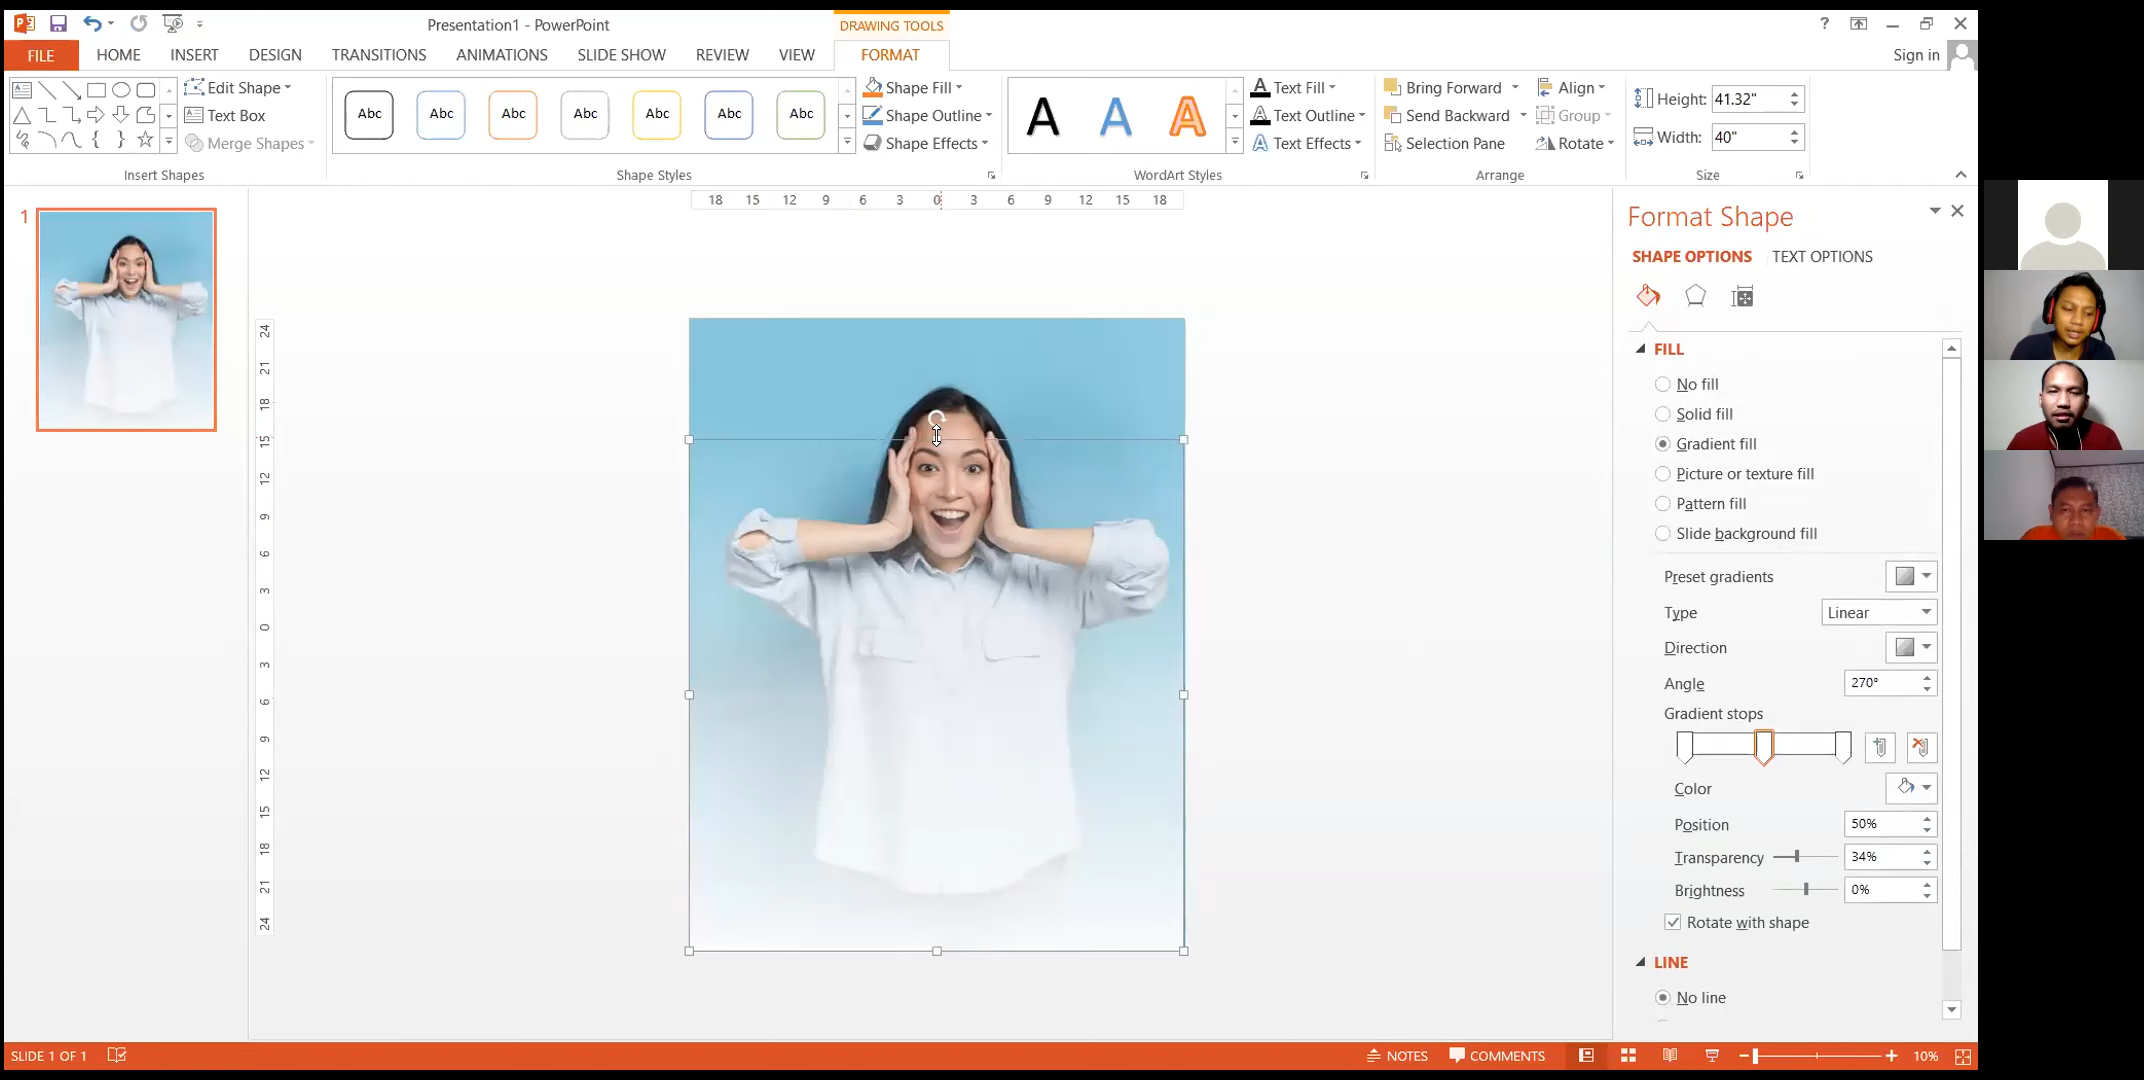 Presentation1 - PowerPoint
DRAWING TOOLS
?
FILE
HOME
INSERT
DESIGN
TRANSITIONS
ANIMATIONS
SLIDE SHOW
REVIEW
VIEW
FORMAT
Sign in
Edit Shape
Text Box
Merge Shapes
Insert Shapes
Abc
Abc
Abc
Abc
Abc
Abc
Abc
Shape Styles
Shape Fill
Shape Outline
Shape Effects
A
A
A
WordArt Styles
Text Fill
Text Outline
Text Effects
Bring Forward
Send Backward
Selection Pane
Align
Group
Rotate
Arrange
Height: 41.32"
Width: 40"
Size
1
18 15 12 9 6 3 0 3 6 9 12 15 18
24
21
18
15
12
9
6
3
0
3
6
9
12
15
18
21
24
Format Shape
SHAPE OPTIONS
TEXT OPTIONS
FILL
No fill
Solid fill
Gradient fill
Picture or texture fill
Pattern fill
Slide background fill
Preset gradients
Type Linear
Direction
Angle 270°
Gradient stops
Color
Position 50%
Transparency 34%
Brightness 0%
Rotate with shape
LINE
No line
SLIDE 1 OF 1
NOTES
COMMENTS
10%